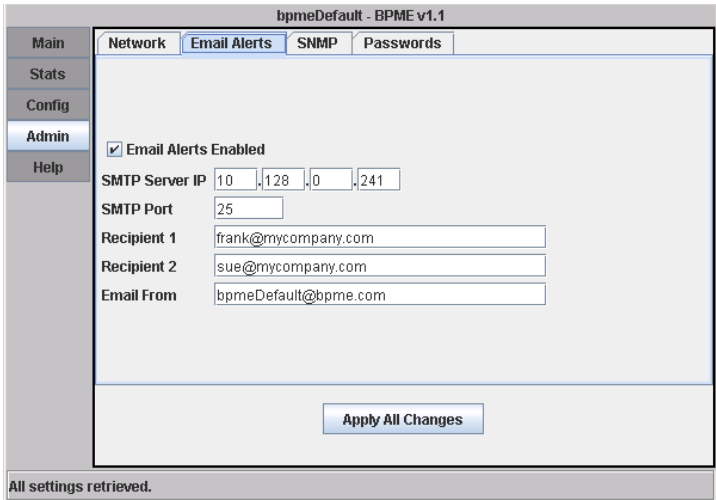 bpmeDefault - BPME v1.1
Main
Stats
Config
Admin
Help
Network Email Alerts SNMP Passwords
Email Alerts Enabled
SMTP Server IP 10 .128 .0 .241
SMTP Port 25
Recipient 1 frank@mycompany.com
Recipient 2 sue@mycompany.com
Email From bpmeDefault@bpme.com
Apply All Changes
All settings retrieved.